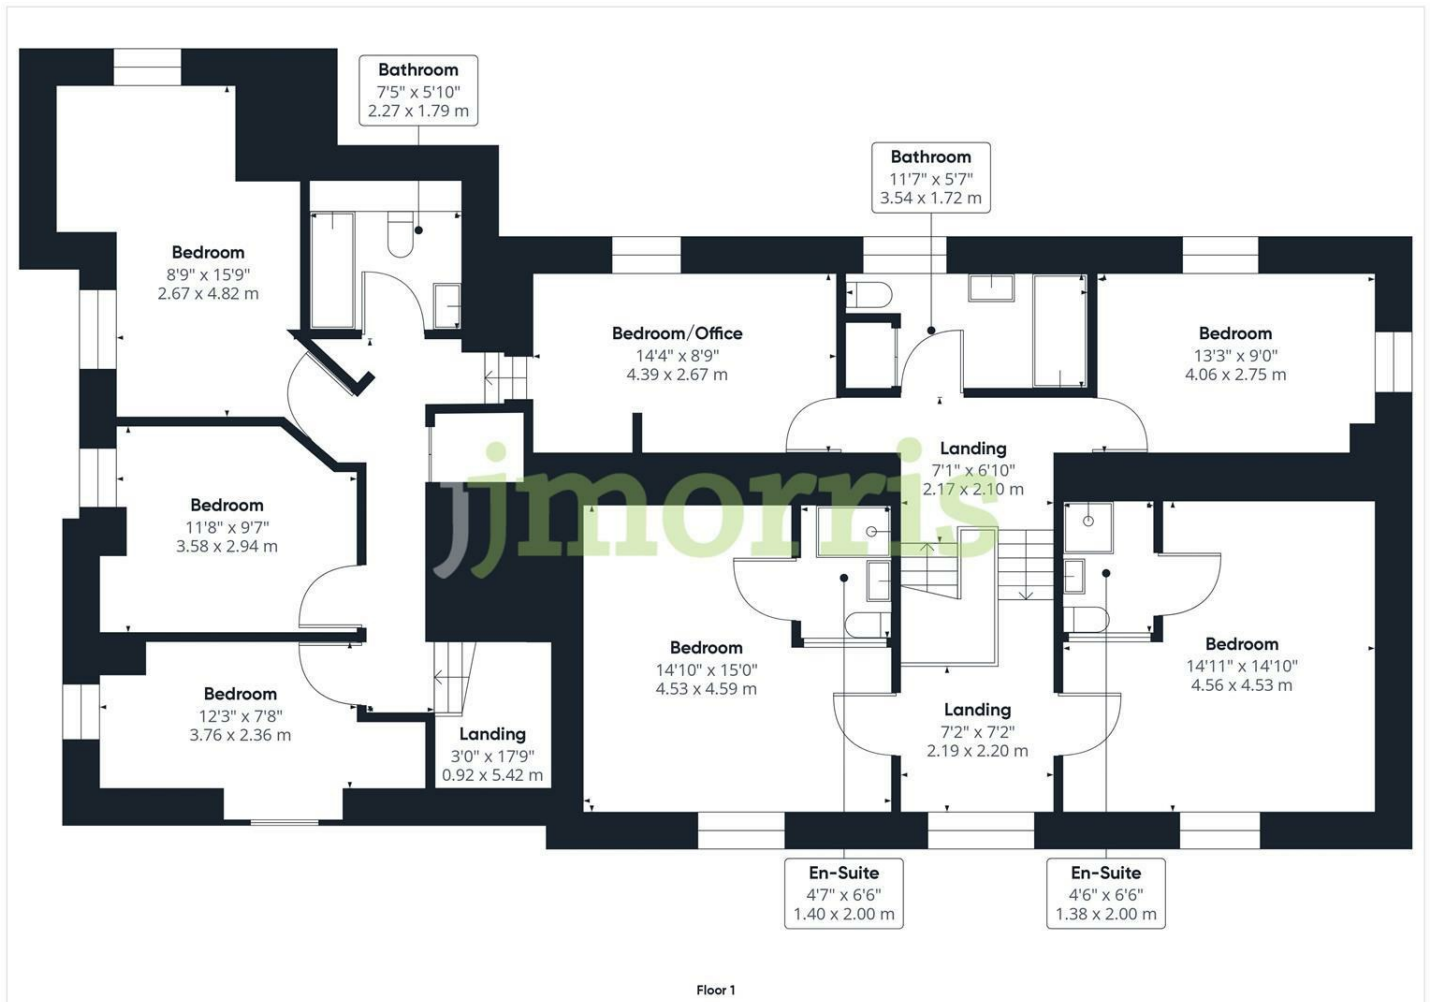 Bathroom
7'5" x 5'10"
2.27 x 1.79 m
Bathroom
11'7" x 5'7"
3.54 x 1.72 m
Bedroom
8'9" x 15'9"
2.67 x 4.82 m
Bedroom/Office
14'4" x 8'9"
4.39 x 2.67 m
Bedroom
13'3" x 9'0"
4.06 x 2.75 m
Landing
7'1" x 6'10"
2.17 x 2.10 m
Bedroom
11'8" x 9'7"
3.58 x 2.94 m
jjmorris
Bedroom
14'10" x 15'0"
4.53 x 4.59 m
Bedroom
14'11" x 14'10"
4.56 x 4.53 m
Bedroom
12'3" x 7'8"
3.76 x 2.36 m
Landing
3'0" x 17'9"
0.92 x 5.42 m
Landing
7'2" x 7'2"
2.19 x 2.20 m
En-Suite
4'7" x 6'6"
1.40 x 2.00 m
En-Suite
4'6" x 6'6"
1.38 x 2.00 m
Floor 1